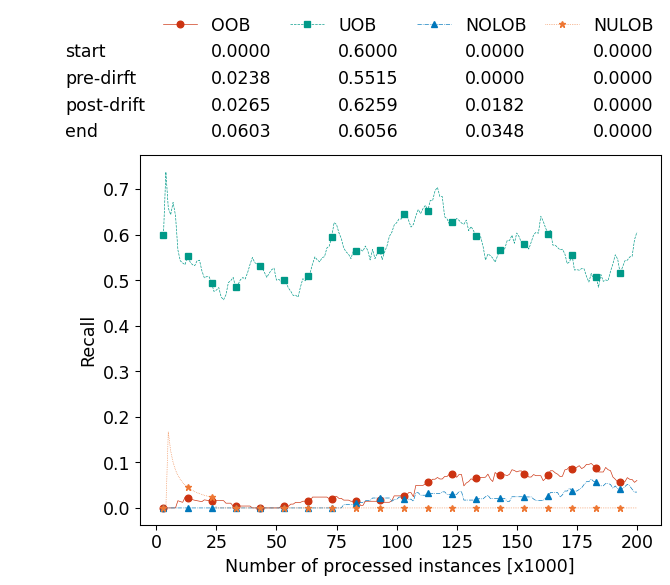 OOB UOB NOLOB NULOB
start 0.0000 0.6000 0.0000 0.0000
pre-dirft 0.0238 0.5515 0.0000 0.0000
post-drift 0.0265 0.6259 0.0182 0.0000
end 0.0603 0.6056 0.0348 0.0000
0.7
0.6
0.5
0.4
0.3
0.2
0.1
0.0
Recall
0 25 50 75 100 125 150 175 200
Number of processed instances [x1000]